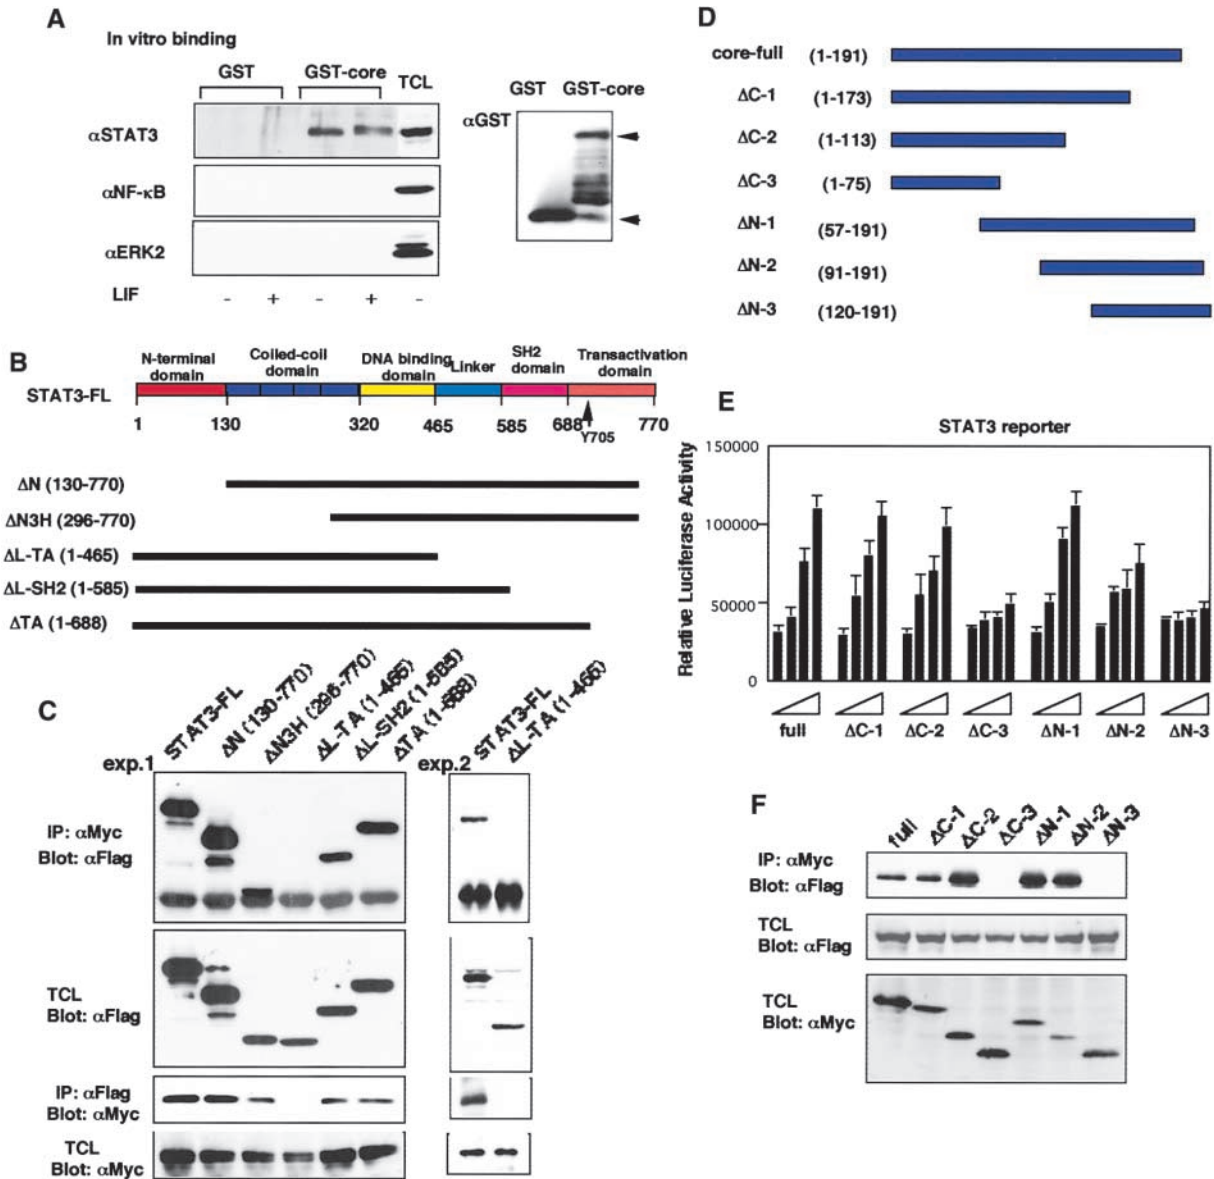 A
In vitro binding
GST GST-core TCL
αSTAT3
αNF-κB
αERK2
LIF - + - + -
GST GST-core
αGST
B
N-terminal domain
Coiled-coil domain
DNA binding domain
Linker
SH2 domain
Transactivation domain
STAT3-FL
1 130 320 465 585 688 770
Y705
ΔN (130-770)
ΔN3H (296-770)
ΔL-TA (1-465)
ΔL-SH2 (1-585)
ΔTA (1-688)
C
exp.1
STAT3-FL
ΔN (130-770)
ΔN3H (296-770)
ΔL-TA (1-465)
ΔL-SH2 (1-585)
ΔTA (1-688)
exp.2
STAT3-FL
ΔL-TA (1-465)
IP: αMyc
Blot: αFlag
TCL
Blot: αFlag
IP: αFlag
Blot: αMyc
TCL
Blot: αMyc
D
core-full (1-191)
ΔC-1 (1-173)
ΔC-2 (1-113)
ΔC-3 (1-75)
ΔN-1 (57-191)
ΔN-2 (91-191)
ΔN-3 (120-191)
E
STAT3 reporter
Relative Luciferase Activity
150000
100000
50000
0
full ΔC-1 ΔC-2 ΔC-3 ΔN-1 ΔN-2 ΔN-3
F
full ΔC-1 ΔC-2 ΔC-3 ΔN-1 ΔN-2 ΔN-3
IP: αMyc
Blot: αFlag
TCL
Blot: αFlag
TCL
Blot: αMyc